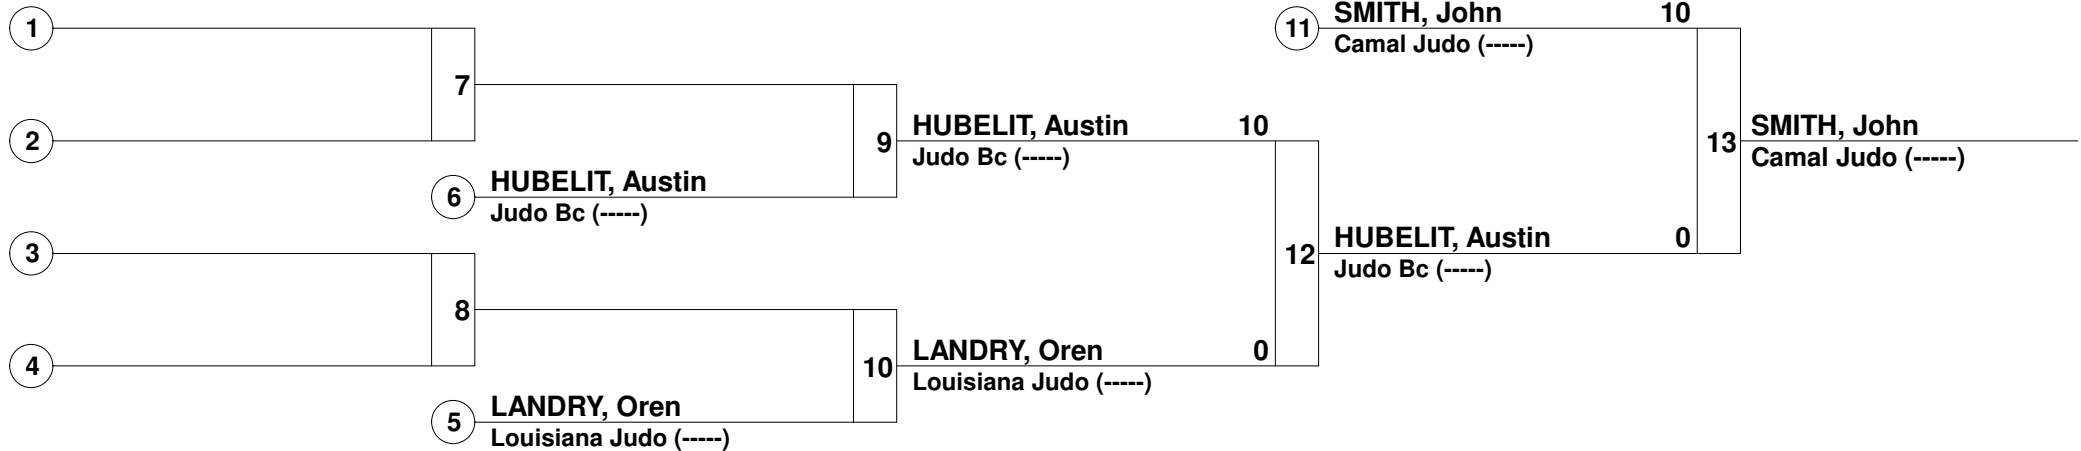 1
SMITH, John 10
11
Camal Judo (-----)
7
2
HUBELIT, Austin 10
9
Judo Bc (-----)
13
SMITH, John
Camal Judo (-----)
6
HUBELIT, Austin
Judo Bc (-----)
3
12
HUBELIT, Austin 0
Judo Bc (-----)
8
4
10
LANDRY, Oren 0
Louisiana Judo (-----)
5
LANDRY, Oren
Louisiana Judo (-----)